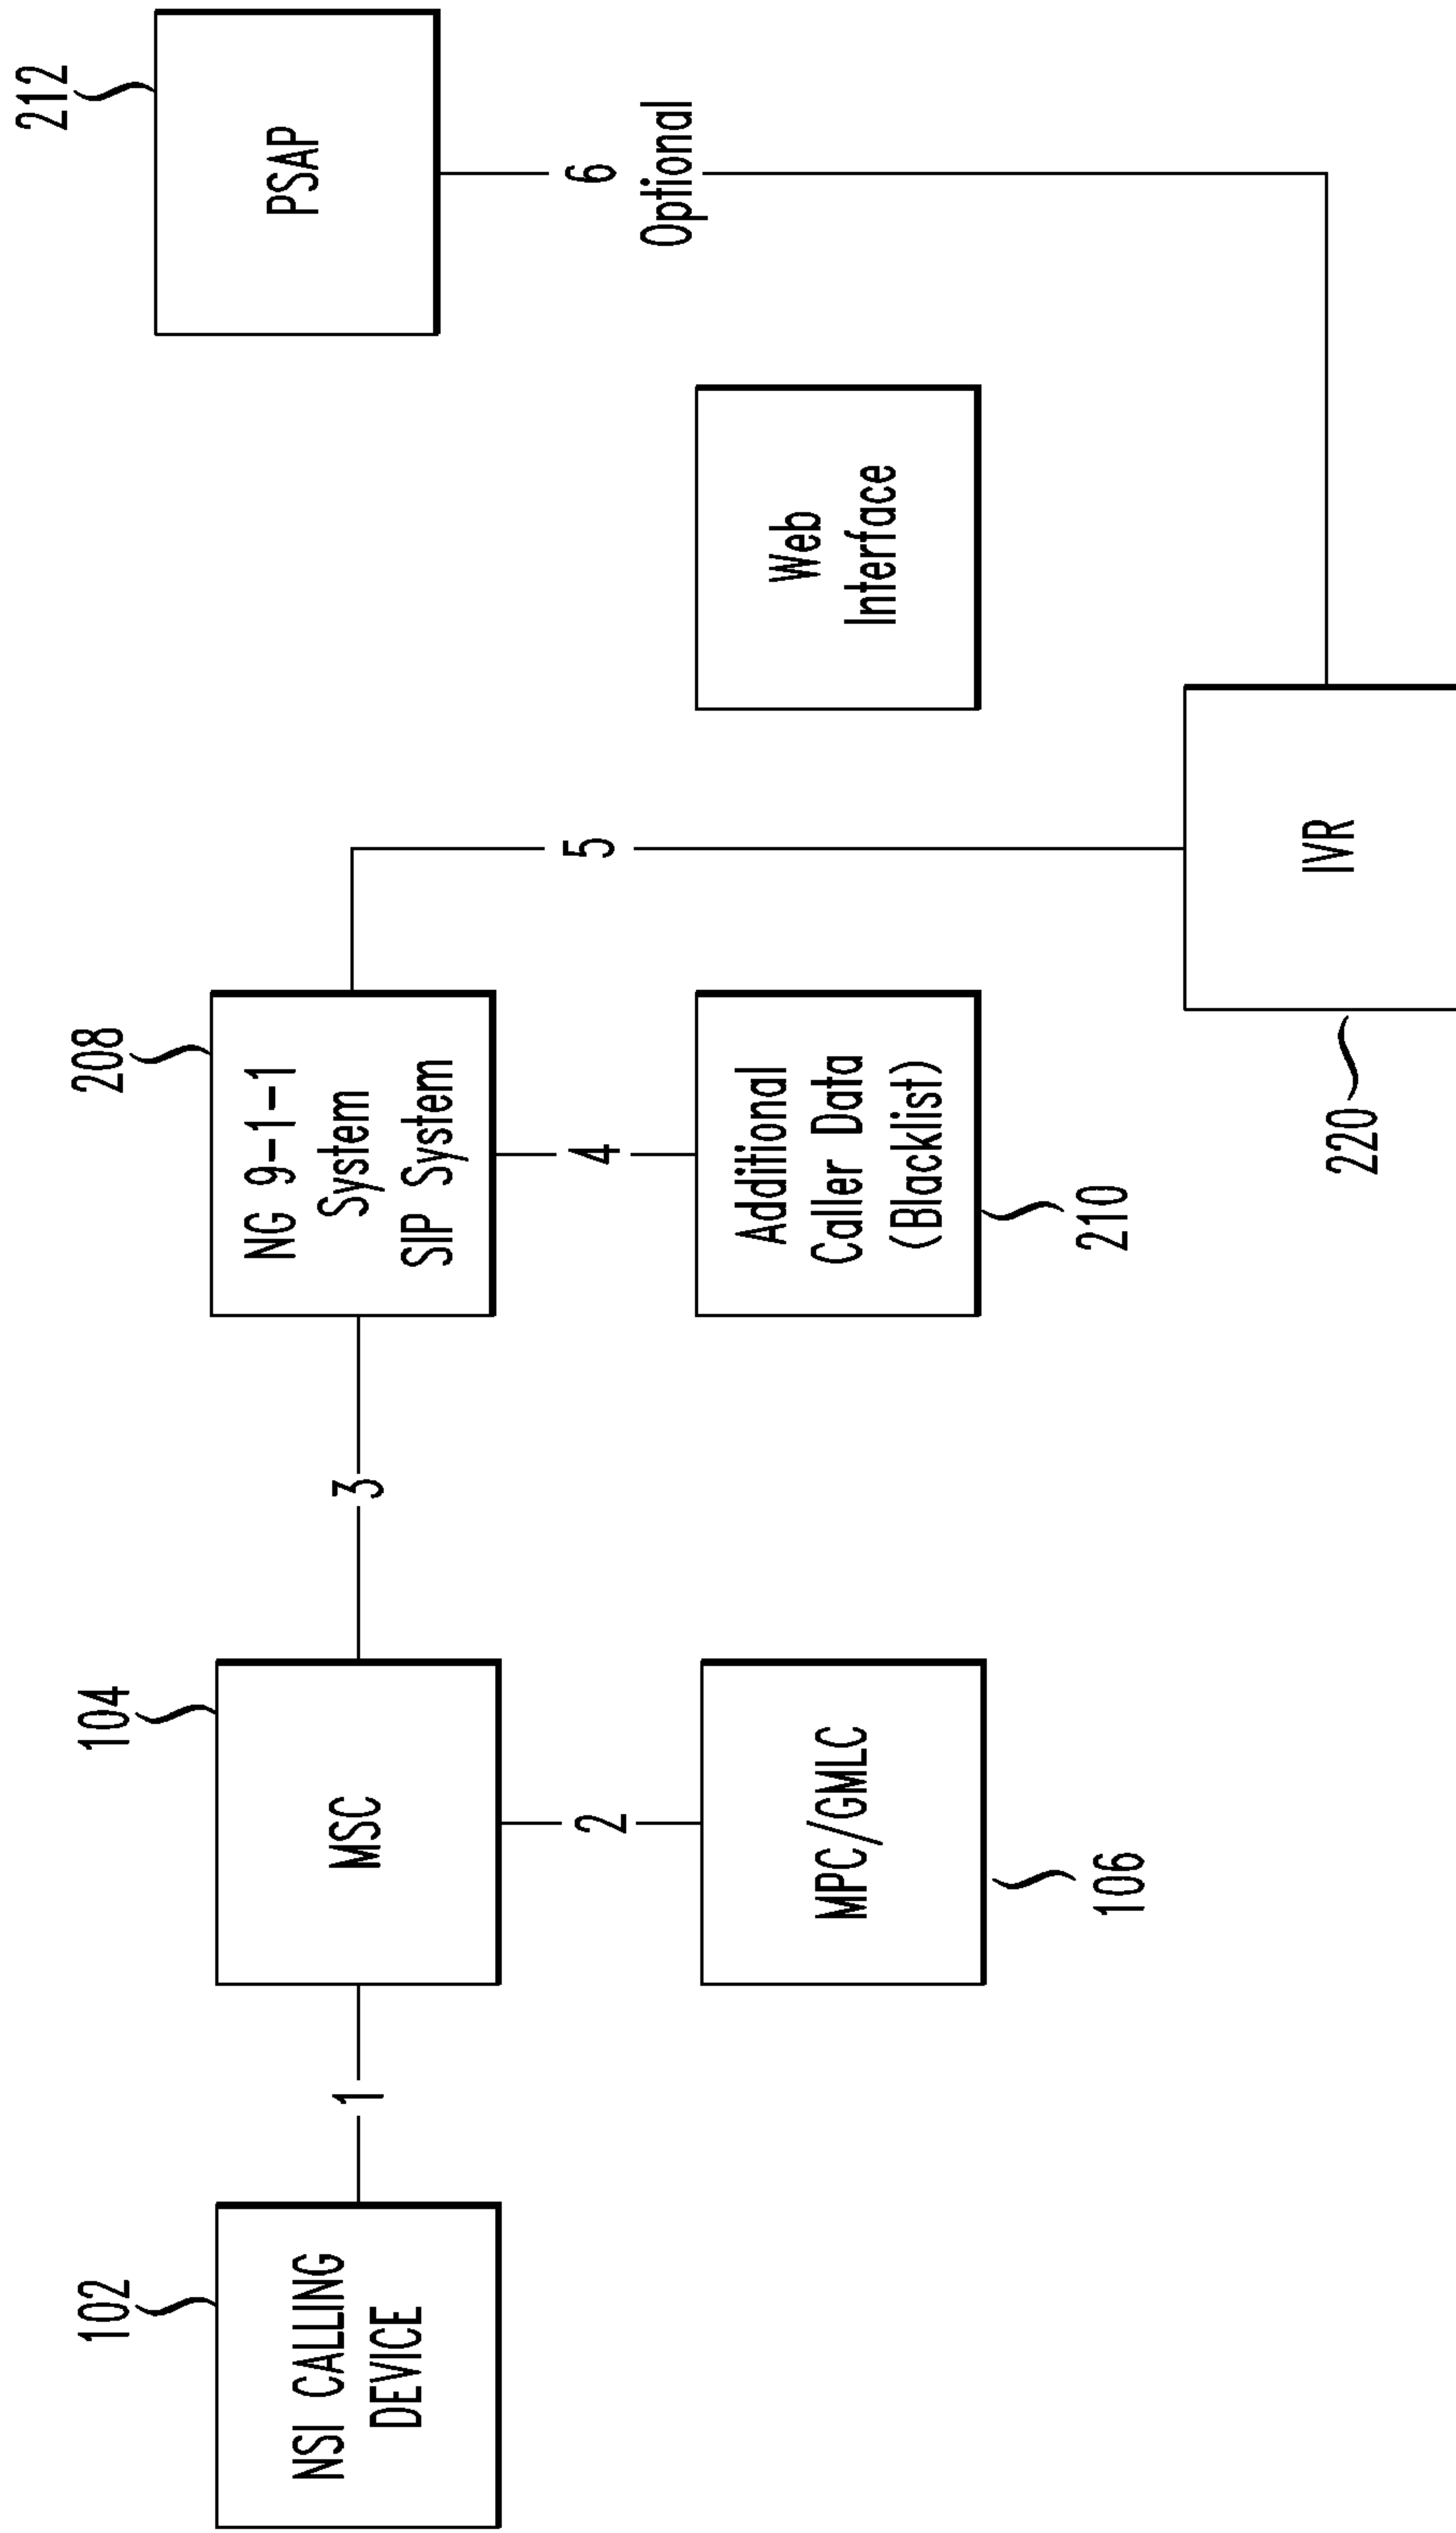 102
NSI CALLING
DEVICE
1
104
MSC
2
MPC/GMLC
106
3
208
NG 9-1-1
System
SIP System
4
Additional
Caller Data
(Blacklist)
210
5
IVR
220
Web
Interface
212
PSAP
6
Optional